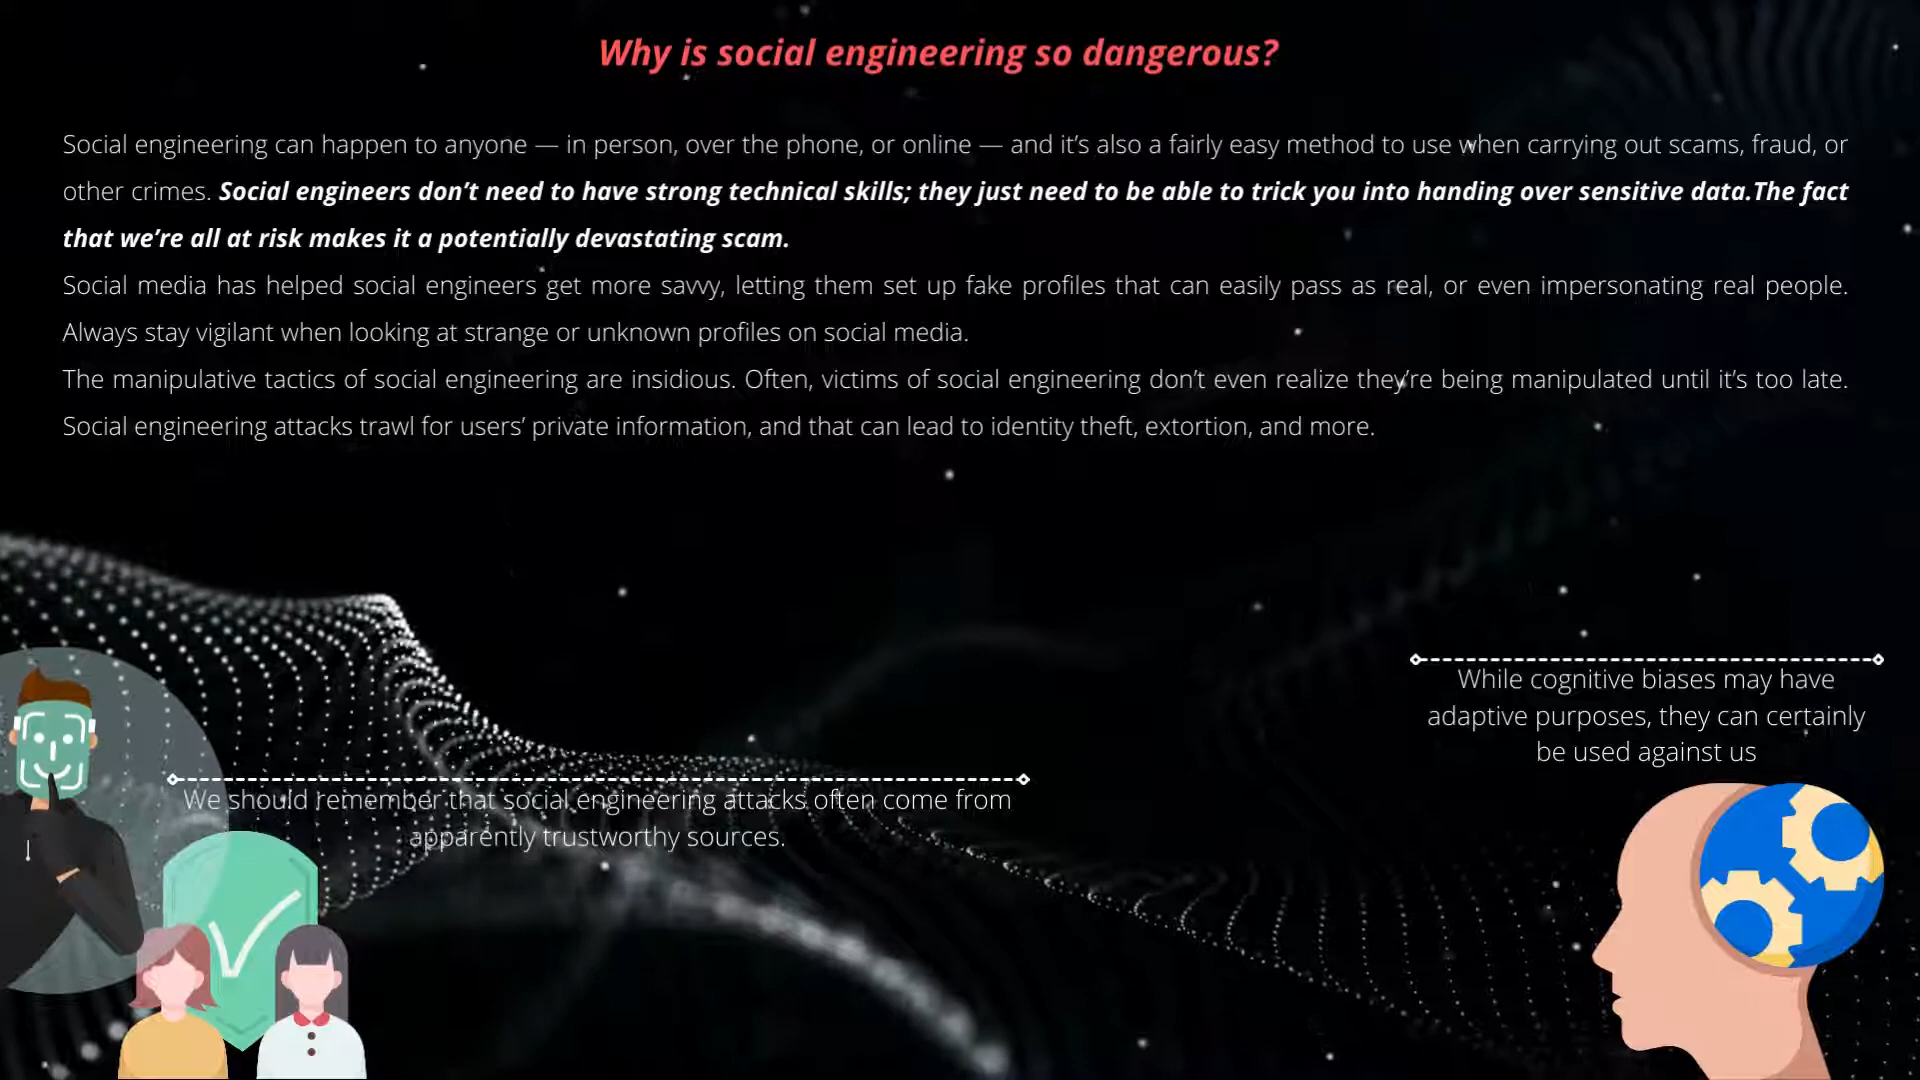 Why is social engineering so dangerous?
Social engineering can happen to anyone — in person, over the phone, or online — and it’s also a fairly easy method to use when carrying out scams, fraud, or
other crimes. Social engineers don’t need to have strong technical skills; they just need to be able to trick you into handing over sensitive data.The fact
that we’re all at risk makes it a potentially devastating scam.
Social media has helped social engineers get more savvy, letting them set up fake profiles that can easily pass as real, or even impersonating real people.
Always stay vigilant when looking at strange or unknown profiles on social media.
The manipulative tactics of social engineering are insidious. Often, victims of social engineering don’t even realize they’re being manipulated until it’s too late.
Social engineering attacks trawl for users’ private information, and that can lead to identity theft, extortion, and more.
While cognitive biases may have
adaptive purposes, they can certainly
be used against us
We should remember that social engineering attacks often come from
apparently trustworthy sources.